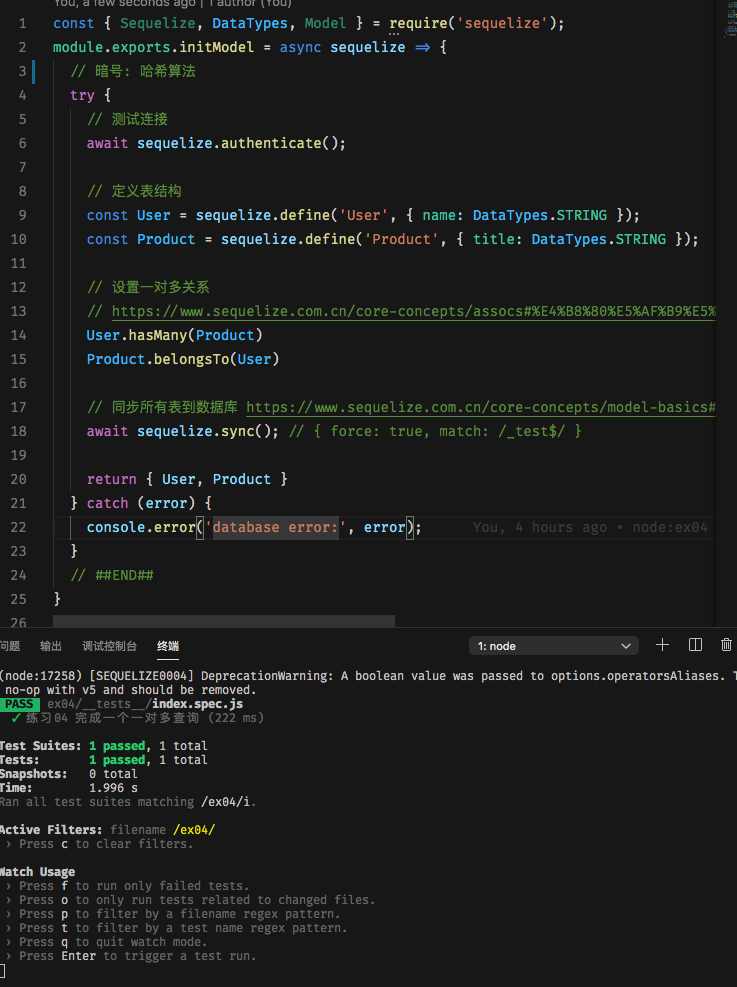 You, a few seconds ago | 1 author (You)
1 const { Sequelize, DataTypes, Model } = require('sequelize');
2 module.exports.initModel = async sequelize => {
3 // 暗号: 哈希算法
4 try {
5 // 测试连接
6 await sequelize.authenticate();
7
8 // 定义表结构
9 const User = sequelize.define('User', { name: DataTypes.STRING });
10 const Product = sequelize.define('Product', { title: DataTypes.STRING });
11
12 // 设置一对多关系
13 // https://www.sequelize.com.cn/core-concepts/assocs#%E4%B8%80%E5%AF%B9%E5%
14 User.hasMany(Product)
15 Product.belongsTo(User)
16
17 // 同步所有表到数据库 https://www.sequelize.com.cn/core-concepts/model-basics#
18 await sequelize.sync(); // { force: true, match: /_test$/ }
19
20 return { User, Product }
21 } catch (error) {
22 console.error('database error:', error); You, 4 hours ago • node:ex04
23 }
24 // ##END##
25 }
26
问题 输出 调试控制台 终端 1: node
(node:17258) [SEQUELIZE0004] DeprecationWarning: A boolean value was passed to options.operatorsAliases. T
no-op with v5 and should be removed.
PASS ex04/__tests__/index.spec.js
✓ 练习04 完成一个一对多查询 (222 ms)
Test Suites: 1 passed, 1 total
Tests: 1 passed, 1 total
Snapshots: 0 total
Time: 1.996 s
Ran all test suites matching /ex04/i.
Active Filters: filename /ex04/
› Press c to clear filters.
Watch Usage
› Press f to run only failed tests.
› Press o to only run tests related to changed files.
› Press p to filter by a filename regex pattern.
› Press t to filter by a test name regex pattern.
› Press q to quit watch mode.
› Press Enter to trigger a test run.